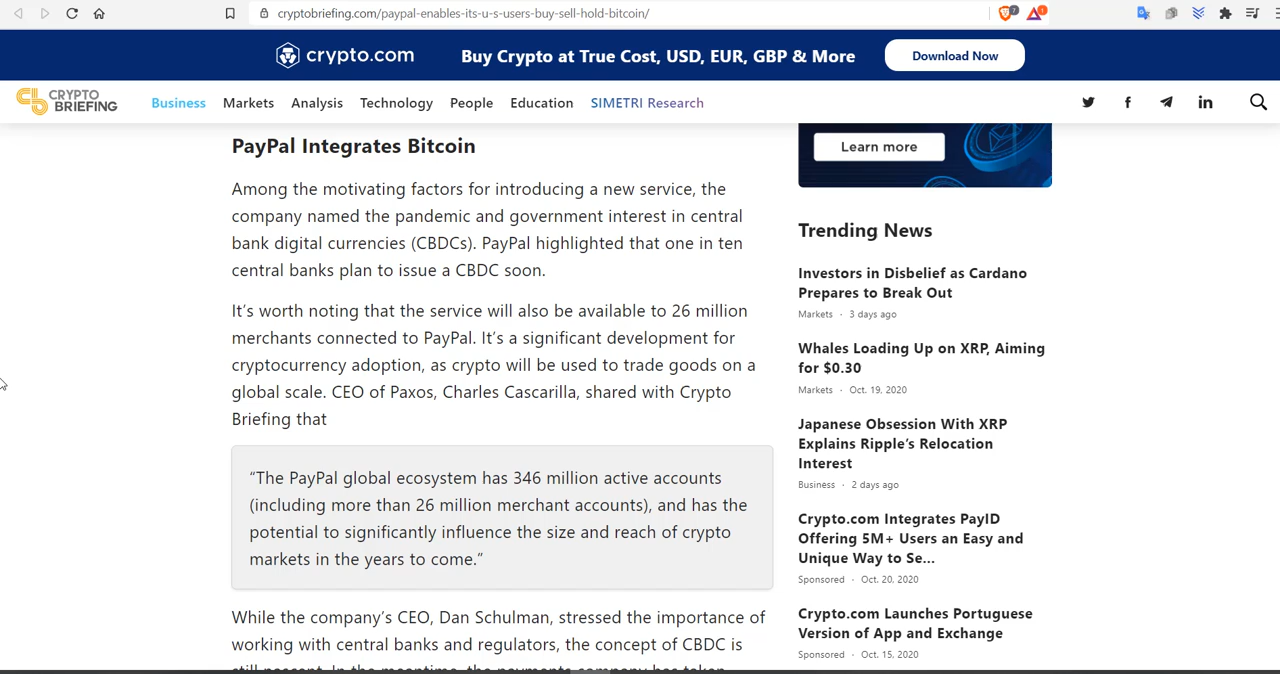 cryptobriefing.com/paypal-enables-its-u-s-users-buy-sell-hold-bitcoin/
7
1
crypto.com
Buy Crypto at True Cost, USD, EUR, GBP & More
Download Now
CRYPTO
BRIEFING
Business Markets Analysis Technology People Education SIMETRI Research
PayPal Integrates Bitcoin
Among the motivating factors for introducing a new service, the
company named the pandemic and government interest in central
bank digital currencies (CBDCs). PayPal highlighted that one in ten
central banks plan to issue a CBDC soon.
It’s worth noting that the service will also be available to 26 million
merchants connected to PayPal. It’s a significant development for
cryptocurrency adoption, as crypto will be used to trade goods on a
global scale. CEO of Paxos, Charles Cascarilla, shared with Crypto
Briefing that
“The PayPal global ecosystem has 346 million active accounts
(including more than 26 million merchant accounts), and has the
potential to significantly influence the size and reach of crypto
markets in the years to come.”
While the company’s CEO, Dan Schulman, stressed the importance of
working with central banks and regulators, the concept of CBDC is
still nascent. In the meantime, the payments company has taken
Learn more
Trending News
Investors in Disbelief as Cardano
Prepares to Break Out
Markets · 3 days ago
Whales Loading Up on XRP, Aiming
for $0.30
Markets · Oct. 19, 2020
Japanese Obsession With XRP
Explains Ripple’s Relocation
Interest
Business · 2 days ago
Crypto.com Integrates PayID
Offering 5M+ Users an Easy and
Unique Way to Se...
Sponsored · Oct. 20, 2020
Crypto.com Launches Portuguese
Version of App and Exchange
Sponsored · Oct. 15, 2020